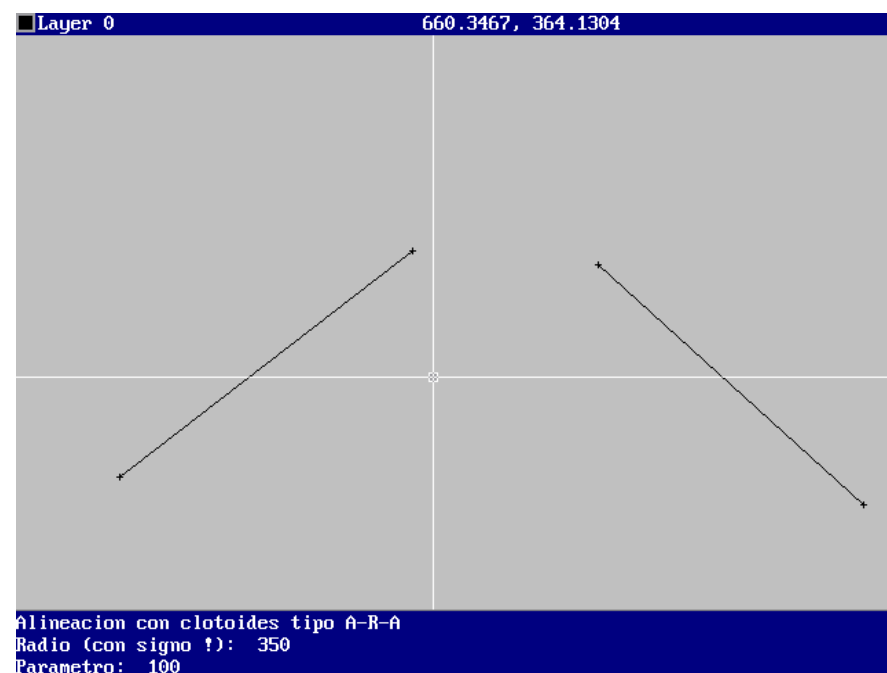 Layer 0 660.3467, 364.1304
Alineacion con clotoides tipo A-R-A
Radio (con signo !): 350
Parametro: 100